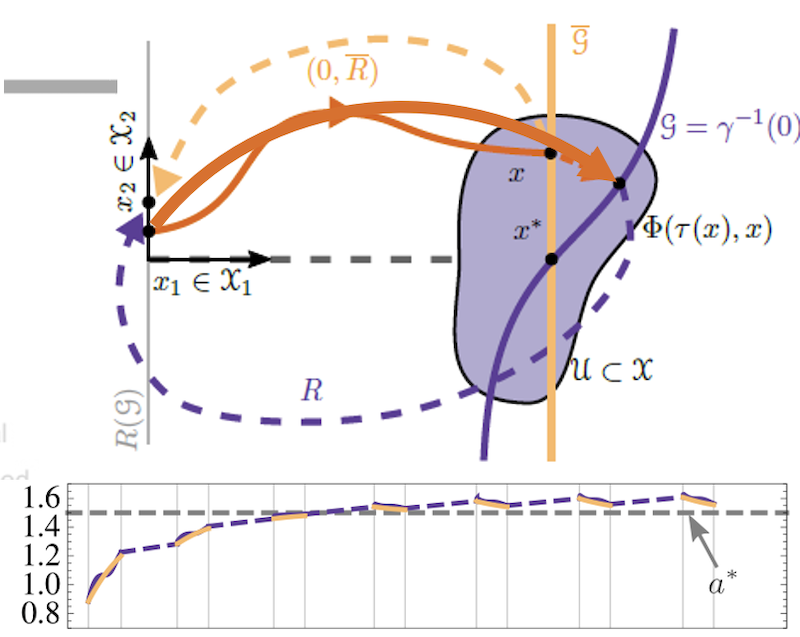 𝒢̅
(0, R̅)
𝒢 = γ⁻¹(0)
x₂ ∈ 𝒳₂
x
x*
Φ(τ(x), x)
x₁ ∈ 𝒳₁
𝒰 ⊂ 𝒳
R
R(𝒢)
1.6
1.4
1.2
1.0
0.8
a*